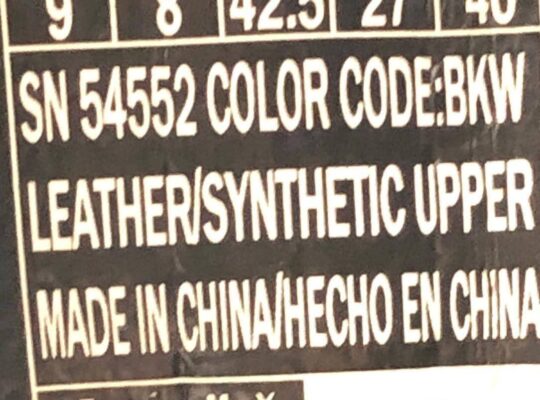 9 8 42.5 27
SN 54552 COLOR CODE:BKW
LEATHER/SYNTHETIC UPPER
MADE IN CHINA/HECHO EN CHINA